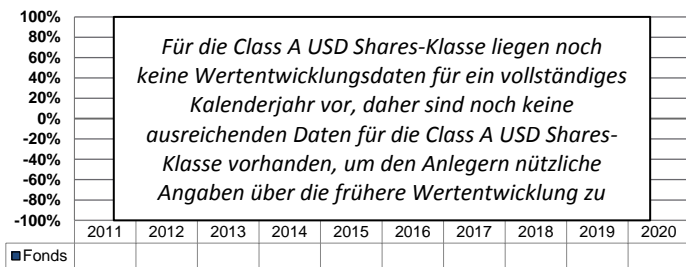 100%
80%
60%
40%
20%
0%
-20%
-40%
-60%
-80%
-100%
Für die Class A USD Shares-Klasse liegen noch
keine Wertentwicklungsdaten für ein vollständiges
Kalenderjahr vor, daher sind noch keine
ausreichenden Daten für die Class A USD Shares-
Klasse vorhanden, um den Anlegern nützliche
Angaben über die frühere Wertentwicklung zu
2011 2012 2013 2014 2015 2016 2017 2018 2019 2020
Fonds